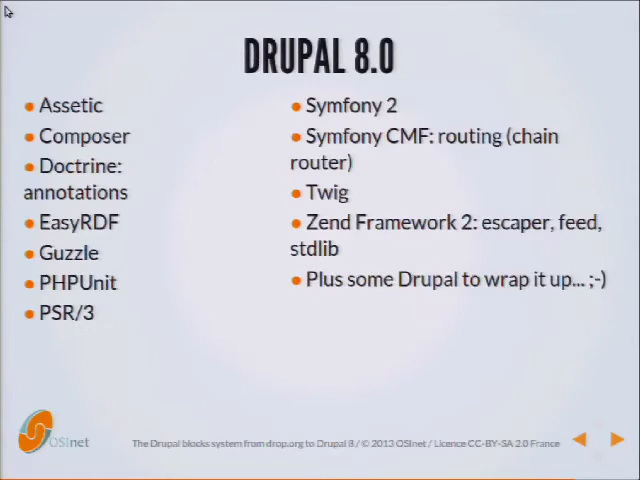 DRUPAL 8.0
Assetic
Composer
Doctrine:
annotations
EasyRDF
Guzzle
PHPUnit
PSR/3
Symfony 2
Symfony CMF: routing (chain
router)
Twig
Zend Framework 2: escaper, feed,
stdlib
Plus some Drupal to wrap it up... ;-)
OSInet
The Drupal blocks system from drop.org to Drupal 8 / © 2013 OSInet / Licence CC-BY-SA 2.0 France